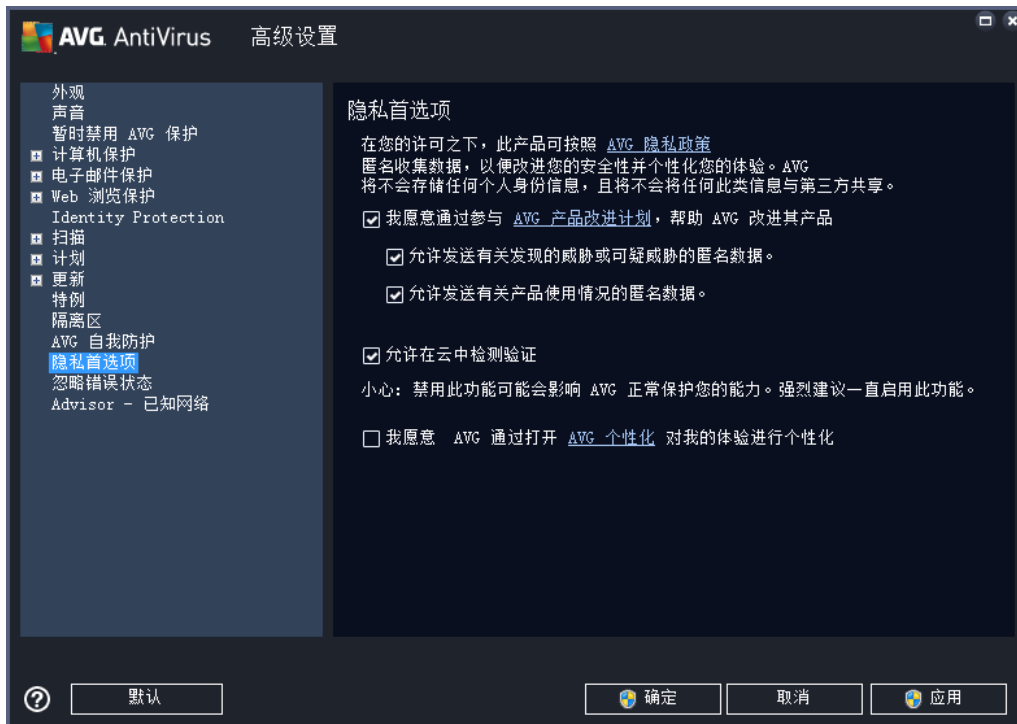 AVG. AntiVirus 高级设置
外观
声音
暂时禁用 AVG 保护
计算机保护
电子邮件保护
Web 浏览保护
Identity Protection
扫描
计划
更新
特例
隔离区
AVG 自我防护
隐私首选项
忽略错误状态
Advisor - 已知网络
隐私首选项
在您的许可之下，此产品可按照 AVG 隐私政策
匿名收集数据，以便改进您的安全性并个性化您的体验。AVG
将不会存储任何个人身份信息，且将不会将任何此类信息与第三方共享。
我愿意通过参与 AVG 产品改进计划，帮助 AVG 改进其产品
允许发送有关发现的威胁或可疑威胁的匿名数据。
允许发送有关产品使用情况的匿名数据。
允许在云中检测验证
小心: 禁用此功能可能会影响 AVG 正常保护您的能力。强烈建议一直启用此功能。
我愿意 AVG 通过打开 AVG 个性化 对我的体验进行个性化
? 默认 确定 取消 应用